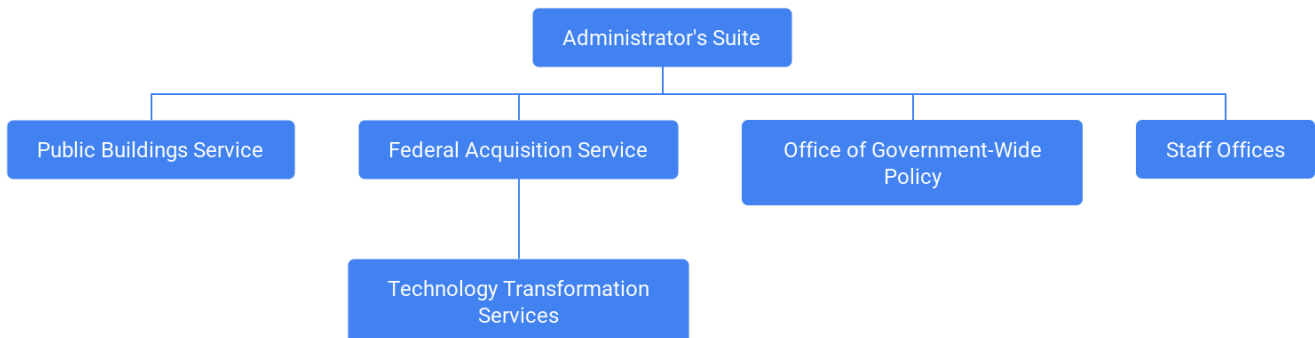 Administrator's Suite
Public Buildings Service
Federal Acquisition Service
Office of Government-Wide
Policy
Staff Offices
Technology Transformation
Services